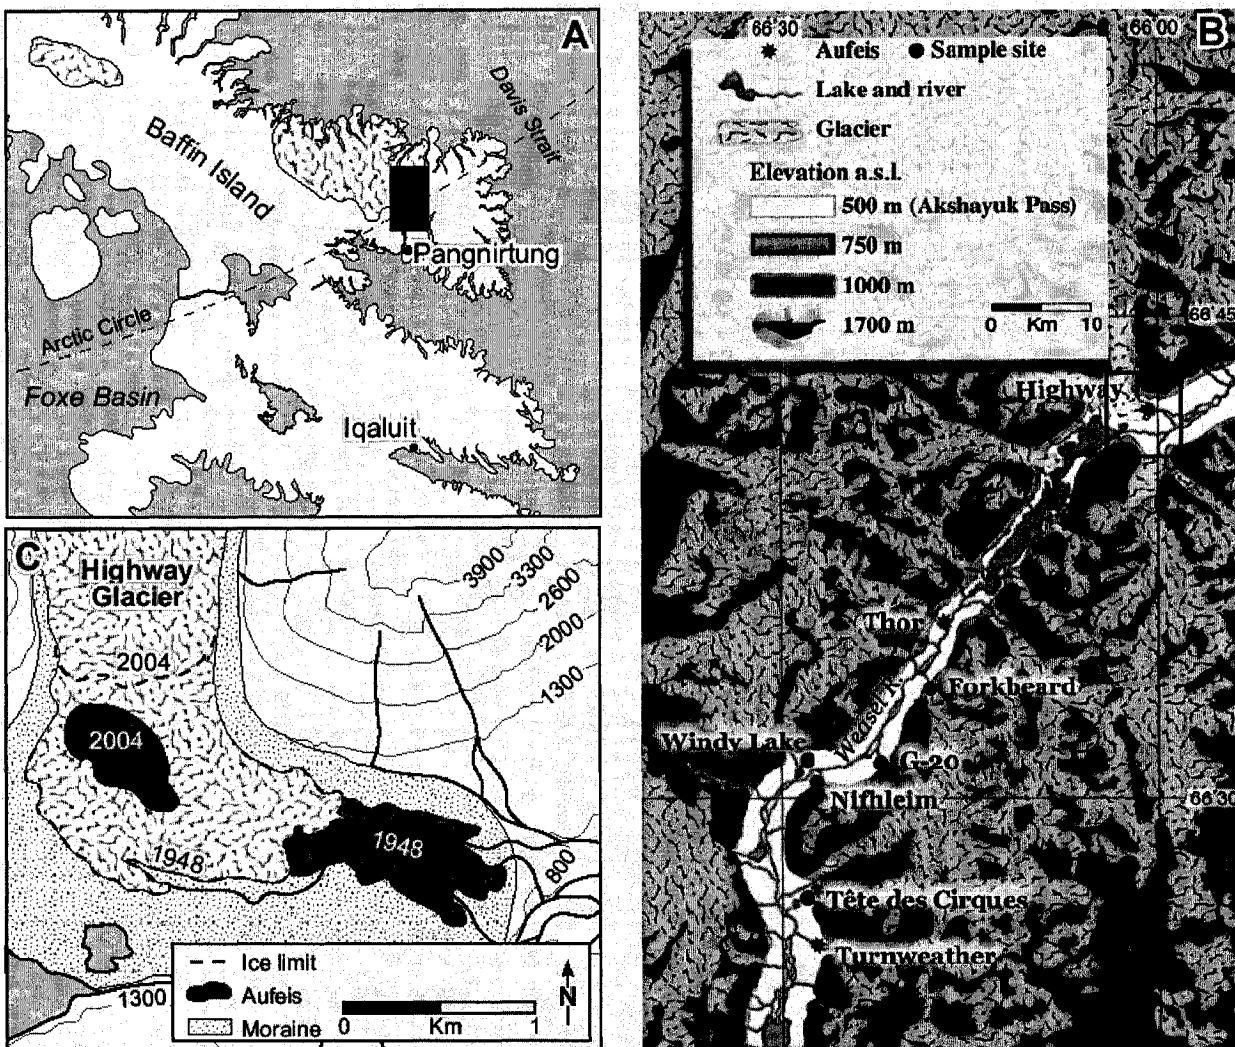 A
Davis Strait
Baffin Island
Pangnirtung
Arctic Circle
Foxe Basin
Iqaluit
66°30
66°00
B
Aufeis
Sample site
Lake and river
Glacier
Elevation a.s.l.
500 m (Akshayuk Pass)
750 m
1000 m
1700 m
0 Km 10
66°45
Highway
Thor
Forkbeard
Weasel R.
Windy Lake
G-20
Nifhleim
66°30
Tête des Cirques
Turnweather
C
Highway
Glacier
3900
3300
2600
2000
1300
2004
2004
1948
1948
800
1300
Ice limit
Aufeis
Moraine
0 Km 1
N